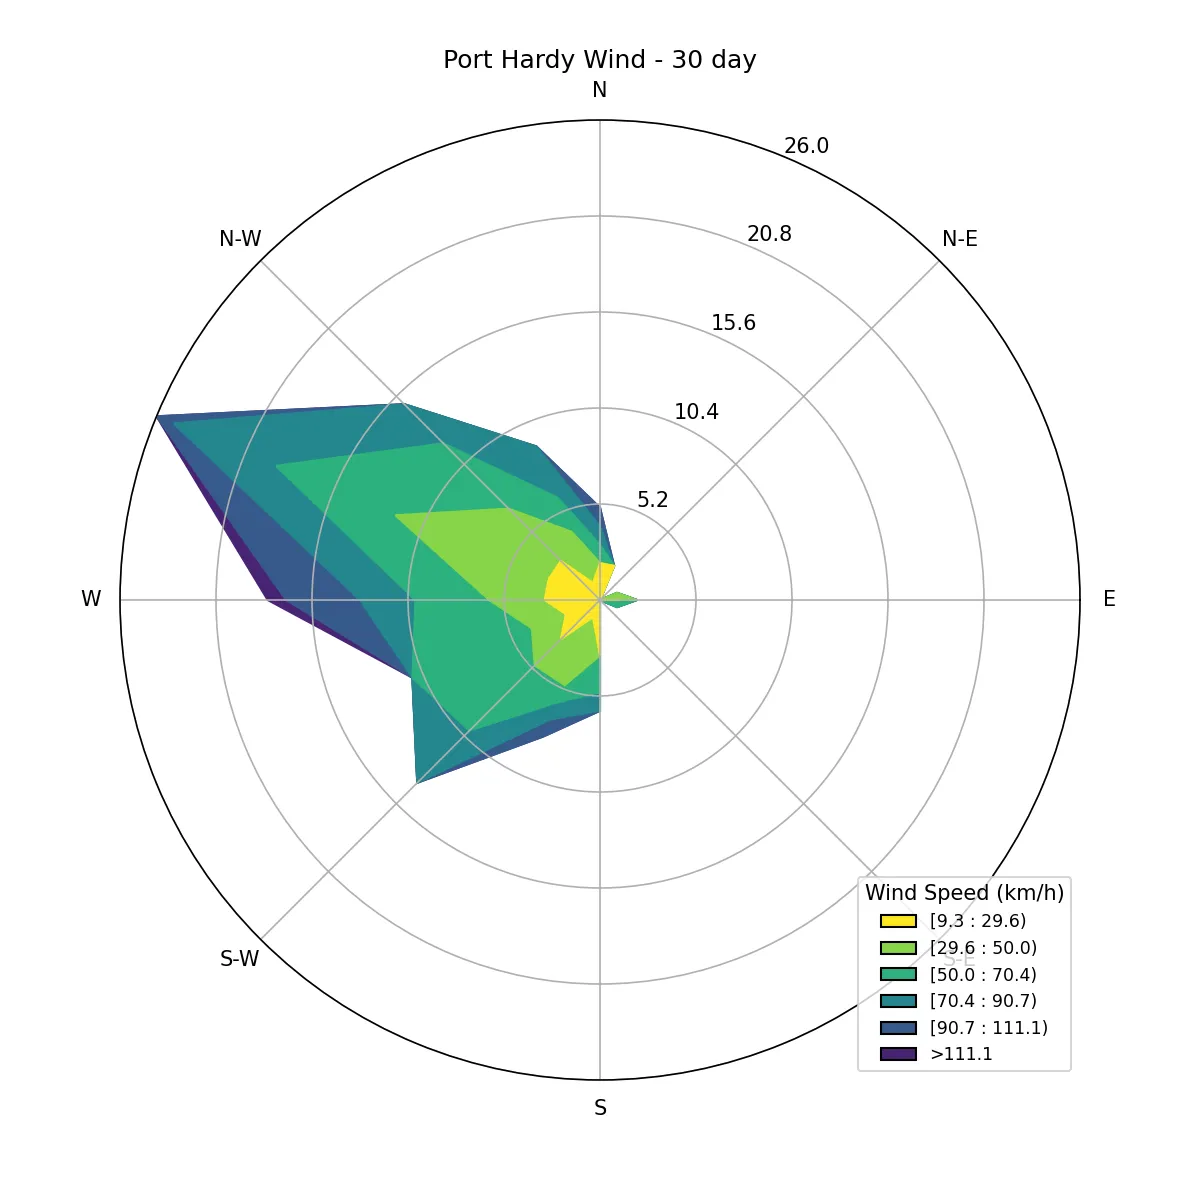 Port Hardy Wind - 30 day
N
26.0
N-W
N-E
20.8
15.6
10.4
5.2
W
E
S-W
S-E
Wind Speed (km/h)
[9.3 : 29.6)
[29.6 : 50.0)
[50.0 : 70.4)
[70.4 : 90.7)
[90.7 : 111.1)
>111.1
S